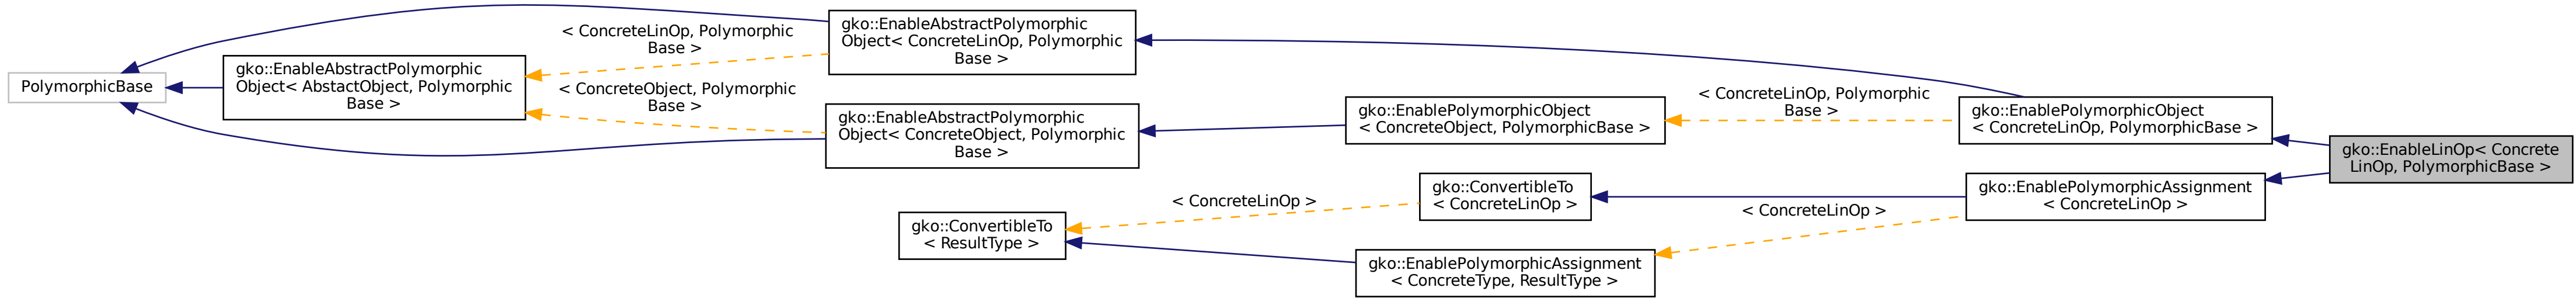 PolymorphicBase
gko::EnableAbstractPolymorphic
Object< AbstactObject, Polymorphic
Base >
< ConcreteLinOp, Polymorphic
Base >
< ConcreteObject, Polymorphic
Base >
gko::EnableAbstractPolymorphic
Object< ConcreteLinOp, Polymorphic
Base >
gko::EnableAbstractPolymorphic
Object< ConcreteObject, Polymorphic
Base >
gko::ConvertibleTo
< ResultType >
< ConcreteLinOp >
gko::EnablePolymorphicObject
< ConcreteObject, PolymorphicBase >
gko::ConvertibleTo
< ConcreteLinOp >
gko::EnablePolymorphicAssignment
< ConcreteType, ResultType >
< ConcreteLinOp, Polymorphic
Base >
< ConcreteLinOp >
gko::EnablePolymorphicObject
< ConcreteLinOp, PolymorphicBase >
gko::EnablePolymorphicAssignment
< ConcreteLinOp >
gko::EnableLinOp< Concrete
LinOp, PolymorphicBase >